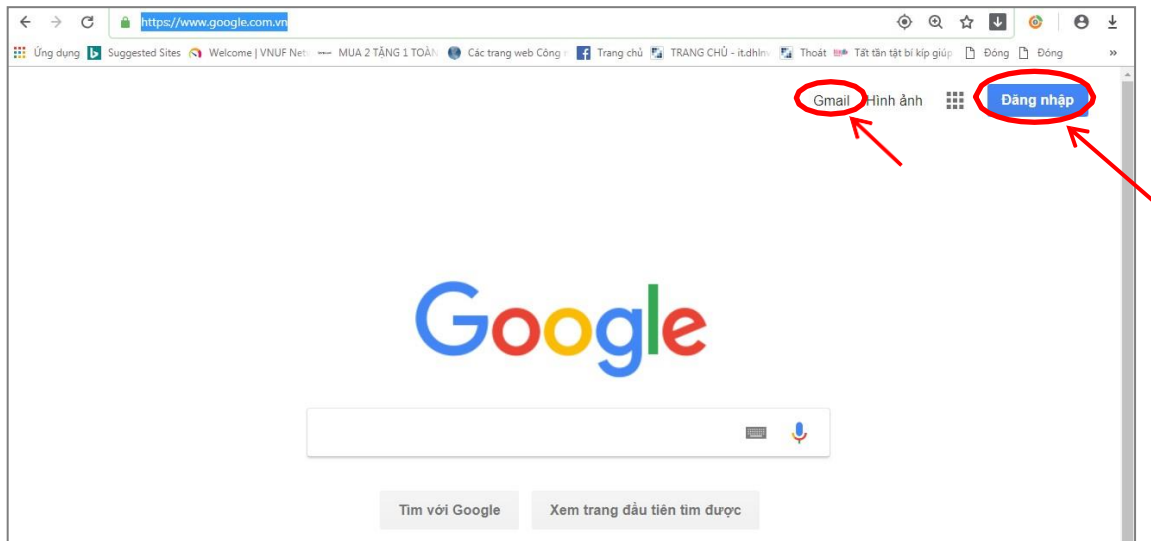 https://www.google.com.vn
Ứng dụng Suggested Sites Welcome | VNUF Net MUA 2 TẶNG 1 TOÀN Các trang web Công Trang chủ TRANG CHỦ - it.dhln Thoát Tất tần tật bí kíp giúp Đóng Đóng »
Gmail Hình ảnh Đăng nhập
Google
Tìm với Google Xem trang đầu tiên tìm được